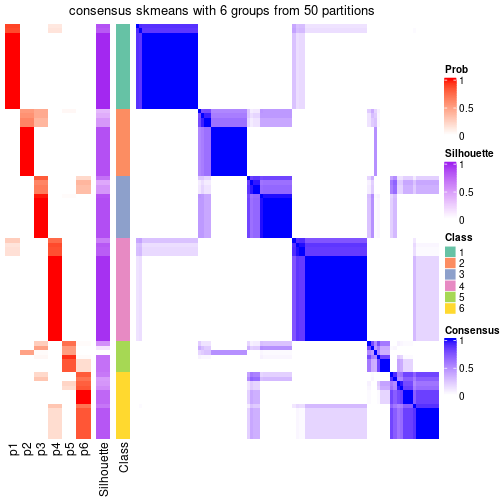 consensus skmeans with 6 groups from 50 partitions
Prob
1
0.5
0
Silhouette
1
0.5
0
Class
1
2
3
4
5
6
Consensus
1
0.5
0
p1
p2
p3
p4
p5
p6
Silhouette
Class